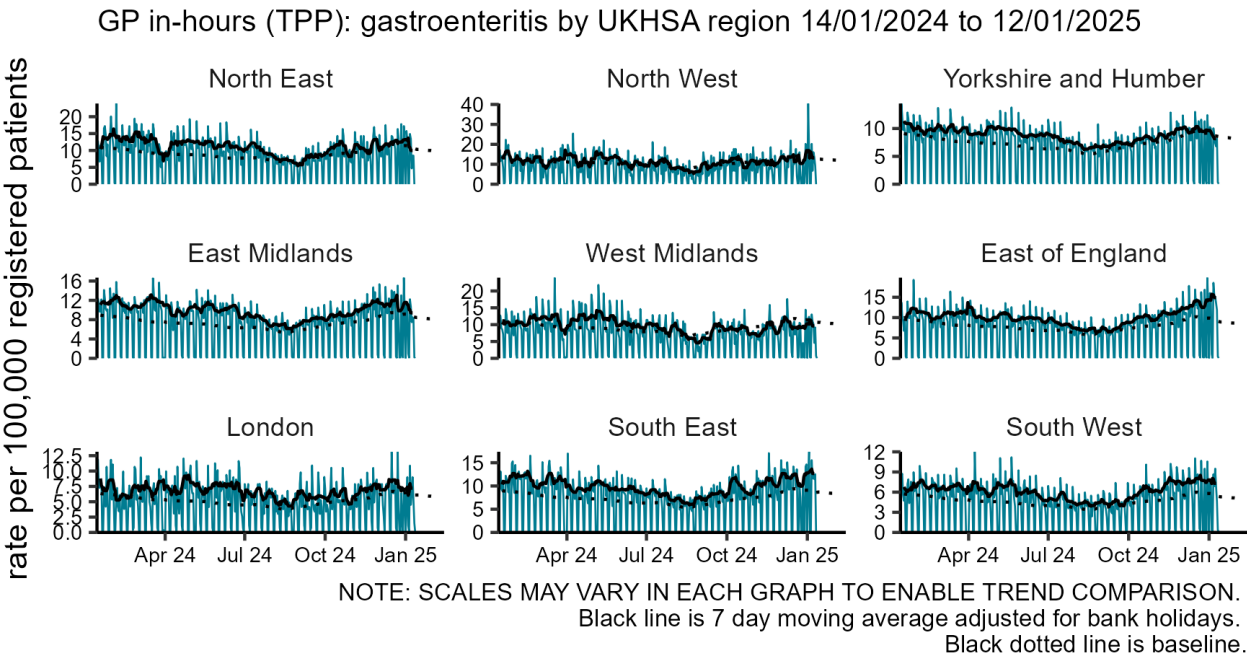 GP in-hours (TPP): gastroenteritis by UKHSA region 14/01/2024 to 12/01/2025
rate per 100,000 registered patients
North East
20
15
10
5
0
North West
40
30
20
10
0
Yorkshire and Humber
10
5
0
East Midlands
16
12
8
4
0
West Midlands
20
15
10
5
0
East of England
15
10
5
0
London
12.5
10.0
7.5
5.0
2.5
0.0
Apr 24 Jul 24 Oct 24 Jan 25
South East
15
10
5
0
Apr 24 Jul 24 Oct 24 Jan 25
South West
12
9
6
3
0
Apr 24 Jul 24 Oct 24 Jan 25
NOTE: SCALES MAY VARY IN EACH GRAPH TO ENABLE TREND COMPARISON.
Black line is 7 day moving average adjusted for bank holidays.
Black dotted line is baseline.